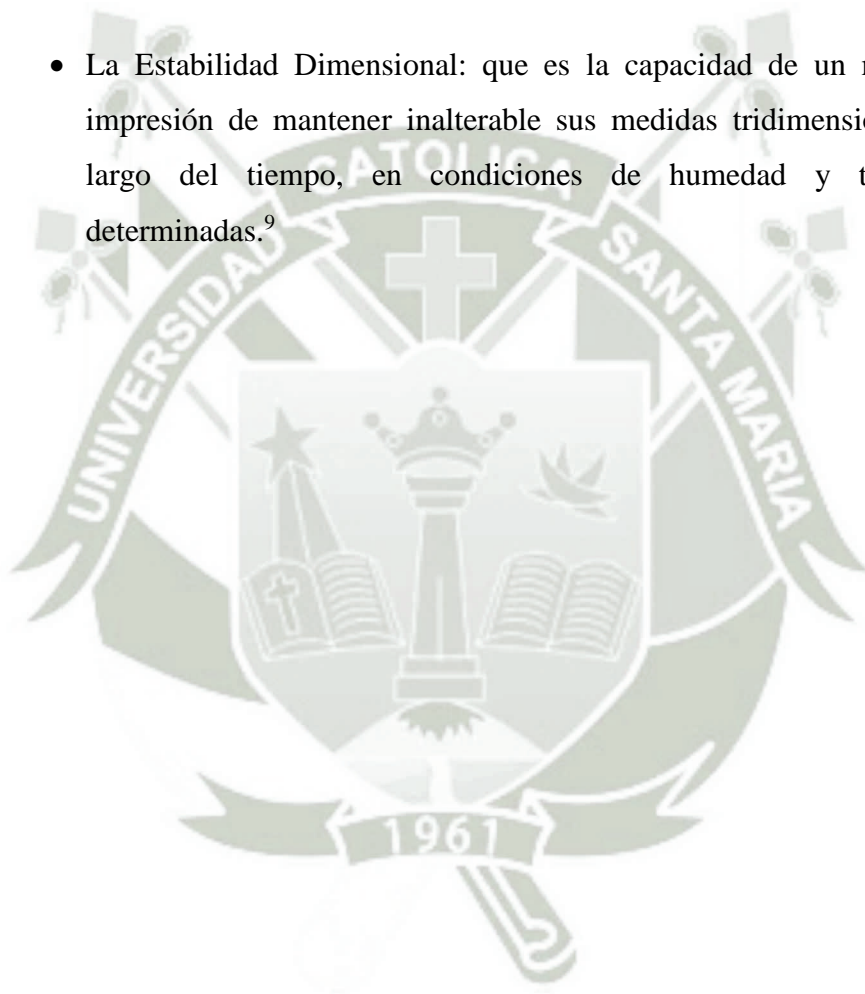 • La Estabilidad Dimensional: que es la capacidad de un
impresión de mantener inalterable sus medidas
largo del tiempo, en condiciones de humedad y
determinadas.⁹
UNIVERSIDAD CATOLICA SANTA MARIA
1961